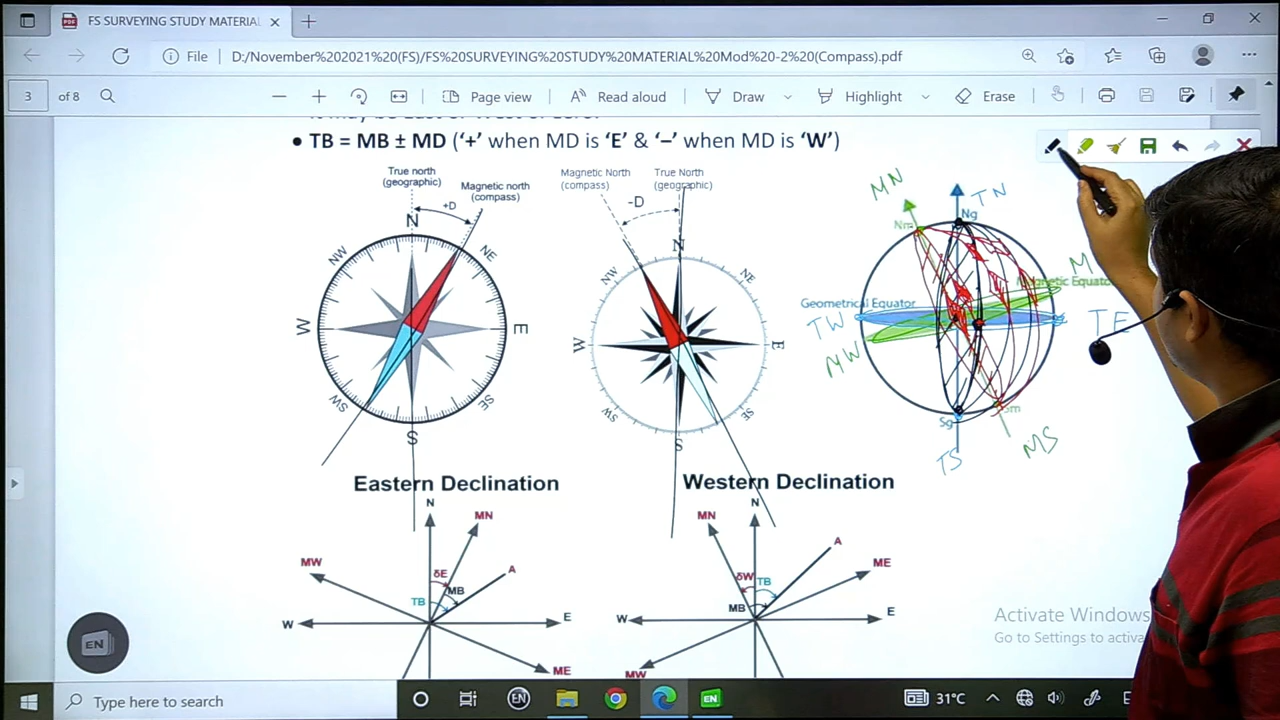 FS SURVEYING STUDY MATERIAL
File
D:/November%202021%20(FS)/FS%20SURVEYING%20STUDY%20MATERIAL%20Mod%20-2%20(Compass).pdf
3 of 8
Page view
Read aloud
Draw
Highlight
Erase
• TB = MB ± MD ('+' when MD is 'E' & '–' when MD is 'W')
True north
(geographic)
Magnetic north
(compass)
+D
N
NW
NE
W
E
SW
SE
S
Magnetic North
(compass)
True North
(geographic)
-D
N
NW
NE
W
E
SW
SE
S
MN
TN
Nm
Ng
M
Magnetic Equato
Geometrical Equator
TW
TE
MW
Sg
Sm
TS
MS
Eastern Declination
Western Declination
N
MN
MW
δE
A
MB
TB
W
E
ME
N
MN
A
ME
δW
TB
MB
W
E
MW
Activate Windows
Go to Settings to activa
EN
Type here to search
EN
EN
31°C
E